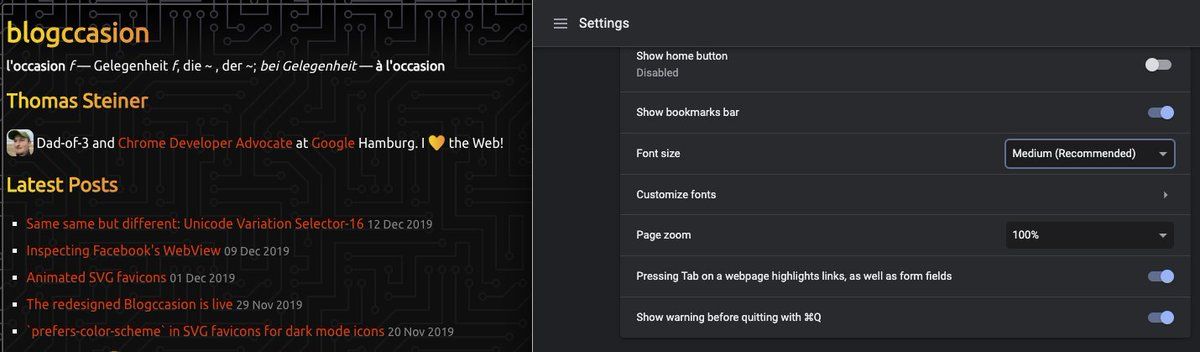 blogccasion
l'occasion f — Gelegenheit f, die ~ , der ~; bei Gelegenheit — à l'occasion
Thomas Steiner
Dad-of-3 and Chrome Developer Advocate at Google Hamburg. I 💛 the Web!
Latest Posts
Same same but different: Unicode Variation Selector-16 12 Dec 2019
Inspecting Facebook's WebView 09 Dec 2019
Animated SVG favicons 01 Dec 2019
The redesigned Blogccasion is live 29 Nov 2019
`prefers-color-scheme` in SVG favicons for dark mode icons 20 Nov 2019
Settings
Show home button
Disabled
Show bookmarks bar
Font size
Medium (Recommended)
Customize fonts
Page zoom
100%
Pressing Tab on a webpage highlights links, as well as form fields
Show warning before quitting with ⌘Q